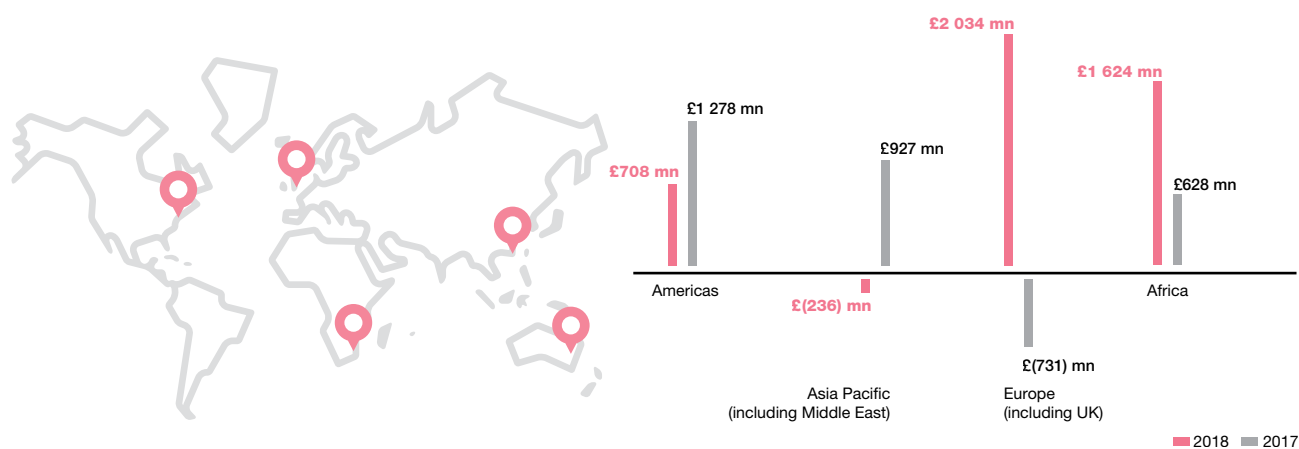 £2 034 mn
£1 624 mn
£1 278 mn
£927 mn
£708 mn
£628 mn
Americas
Africa
£(236) mn
£(731) mn
Asia Pacific
(including Middle East)
Europe
(including UK)
2018
2017